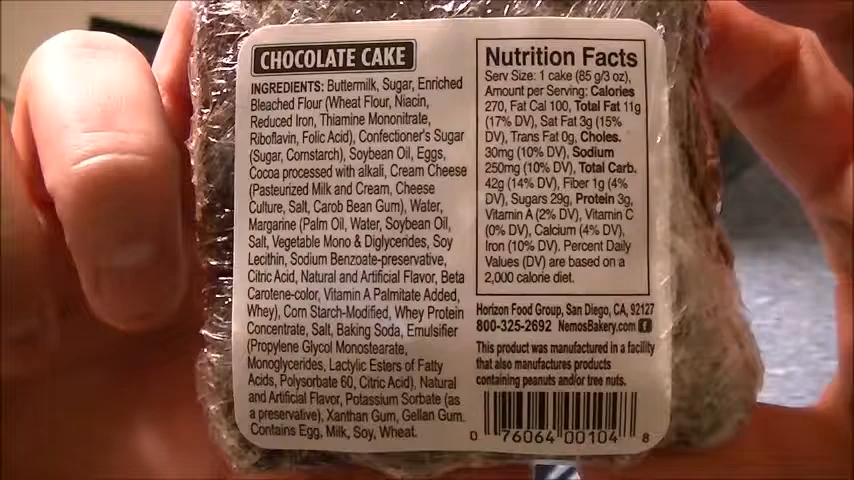 CHOCOLATE CAKE
INGREDIENTS: Buttermilk, Sugar, Enriched
Bleached Flour (Wheat Flour, Niacin,
Reduced Iron, Thiamine Mononitrate,
Riboflavin, Folic Acid), Confectioner's Sugar
(Sugar, Cornstarch), Soybean Oil, Eggs,
Cocoa processed with alkali, Cream Cheese
(Pasteurized Milk and Cream, Cheese
Culture, Salt, Carob Bean Gum), Water,
Margarine (Palm Oil, Water, Soybean Oil,
Salt, Vegetable Mono & Diglycerides, Soy
Lecithin, Sodium Benzoate-preservative,
Citric Acid, Natural and Artificial Flavor, Beta
Carotene-color, Vitamin A Palmitate Added,
Whey), Corn Starch-Modified, Whey Protein
Concentrate, Salt, Baking Soda, Emulsifier
(Propylene Glycol Monostearate,
Monoglycerides, Lactylic Esters of Fatty
Acids, Polysorbate 60, Citric Acid), Natural
and Artificial Flavor, Potassium Sorbate (as
a preservative), Xanthan Gum, Gellan Gum.
Contains Egg, Milk, Soy, Wheat.
Nutrition Facts
Serv Size: 1 cake (85 g/3 oz),
Amount per Serving: Calories
270, Fat Cal 100, Total Fat 11g
(17% DV), Sat Fat 3g (15%
DV), Trans Fat 0g, Choles.
30mg (10% DV), Sodium
250mg (10% DV), Total Carb.
42g (14% DV), Fiber 1g (4%
DV), Sugars 29g, Protein 3g,
Vitamin A (2% DV), Vitamin C
(0% DV), Calcium (4% DV),
Iron (10% DV). Percent Daily
Values (DV) are based on a
2,000 calorie diet.
Horizon Food Group, San Diego, CA, 92127
800-325-2692 NemosBakery.com f
This product was manufactured in a facility
that also manufactures products
containing peanuts and/or tree nuts.
0 76064 00104 8